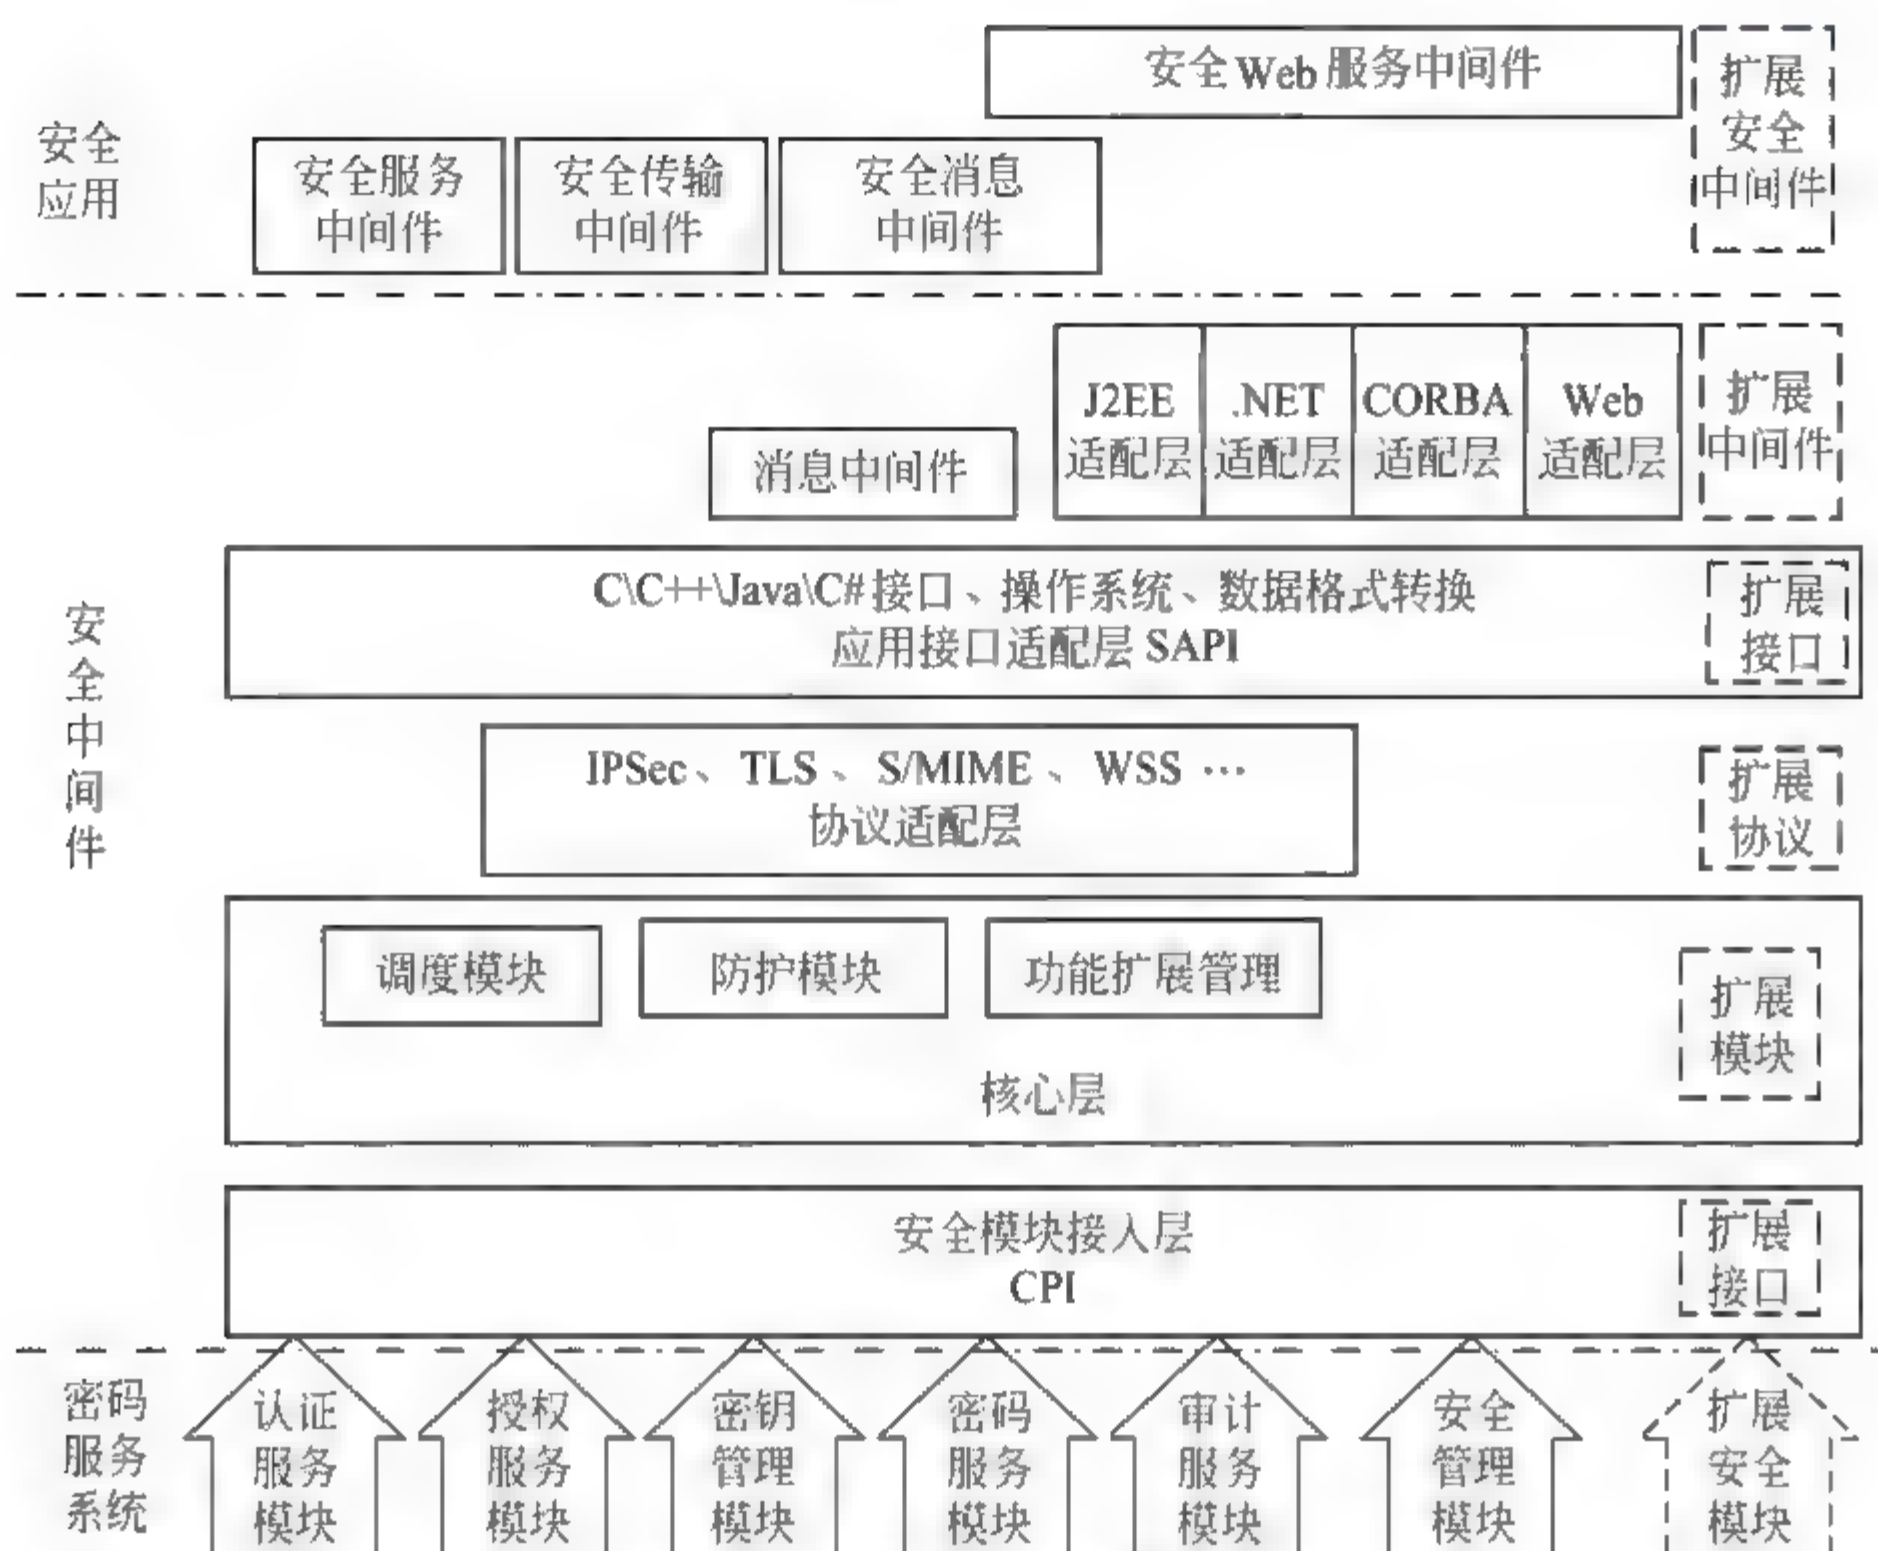 安全Web服务中间件
扩展
安全
中间件
安全
应用
安全服务
中间件
安全传输
中间件
安全消息
中间件
J2EE
适配层
.NET
适配层
CORBA
适配层
Web
适配层
扩展
中间件
消息中间件
安
全
中
间
件
C\C++\Java\C#接口、操作系统、数据格式转换
应用接口适配层 SAPI
扩展
接口
IPSec、TLS、S/MIME、WSS …
协议适配层
扩展
协议
调度模块
防护模块
功能扩展管理
扩展
模块
核心层
安全模块接入层
CPI
扩展
接口
密码
服务
系统
认证
服务
模块
授权
服务
模块
密钥
管理
模块
密码
服务
模块
审计
服务
模块
安全
管理
模块
扩展
安全
模块